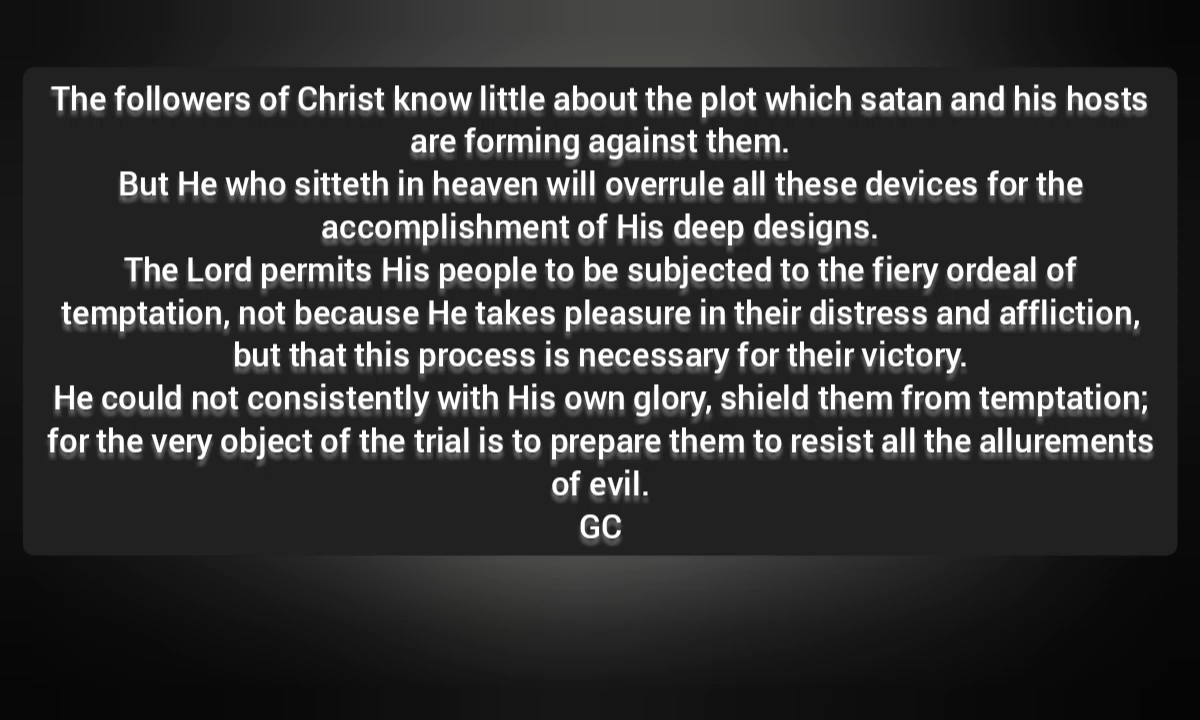 The followers of Christ know little about the plot which satan and his hosts
are forming against them.
But He who sitteth in heaven will overrule all these devices for the
accomplishment of His deep designs.
The Lord permits His people to be subjected to the fiery ordeal of
temptation, not because He takes pleasure in their distress and affliction,
but that this process is necessary for their victory.
He could not consistently with His own glory, shield them from temptation;
for the very object of the trial is to prepare them to resist all the allurements
of evil.
GC